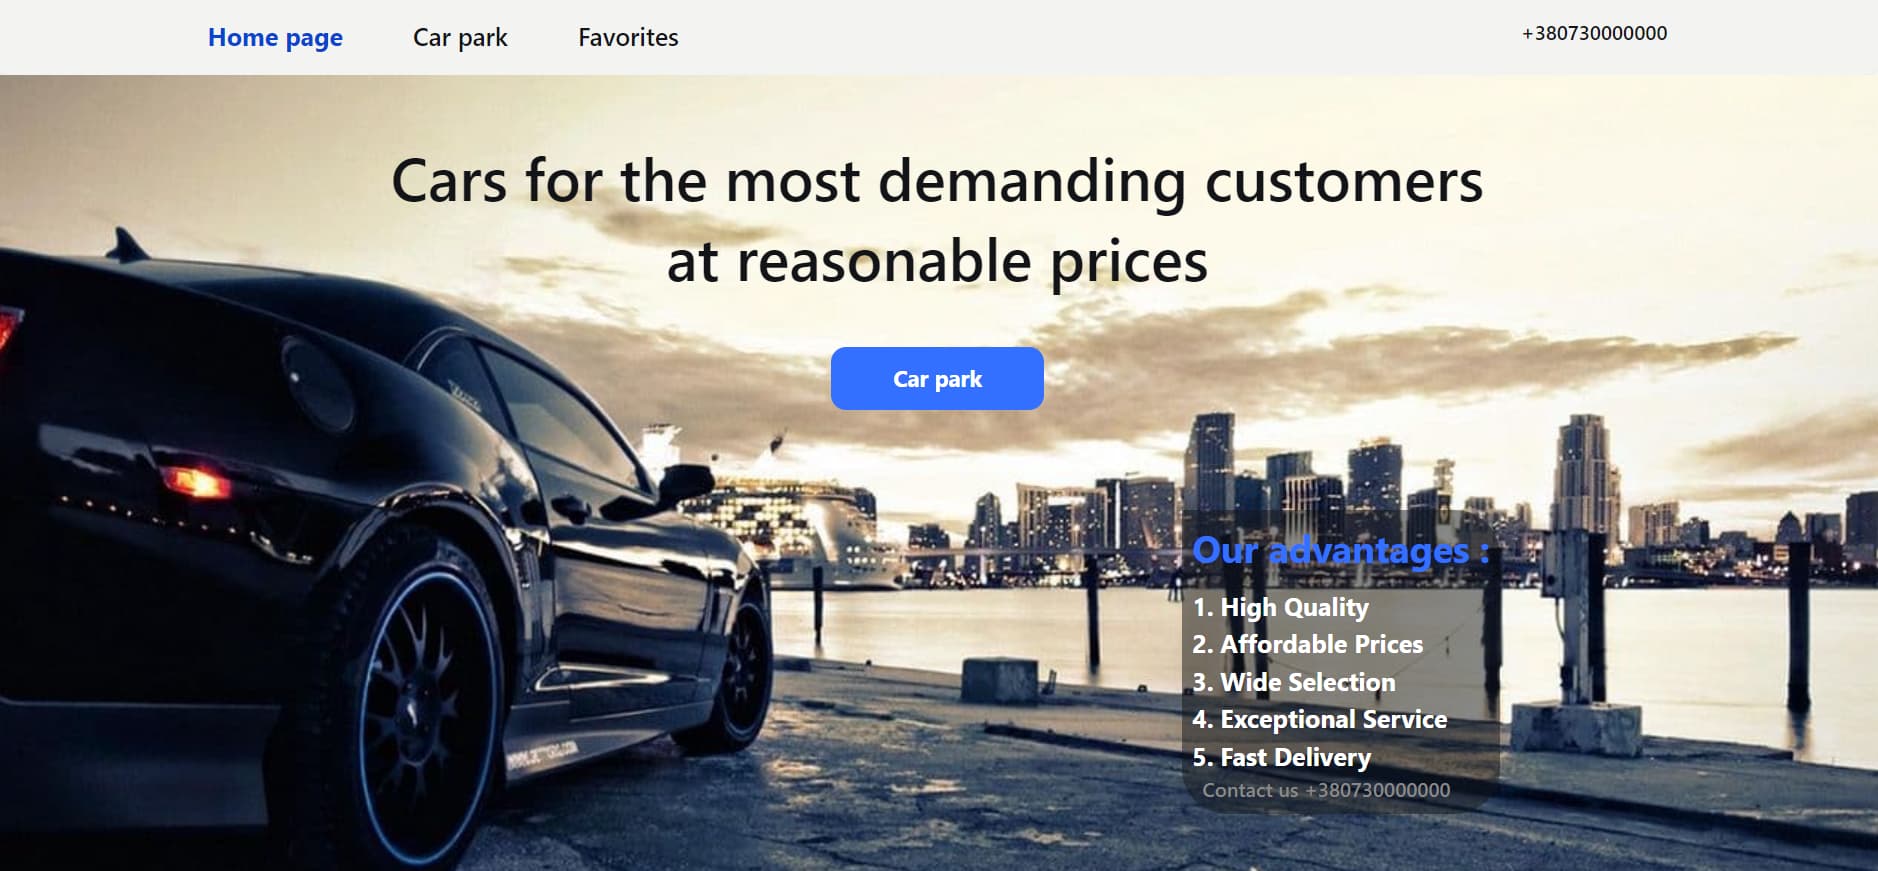 Home page
Car park
Favorites
+380730000000
Cars for the most demanding customers
at reasonable prices
Car park
Our advantages :
1. High Quality
2. Affordable Prices
3. Wide Selection
4. Exceptional Service
5. Fast Delivery
Contact us +380730000000